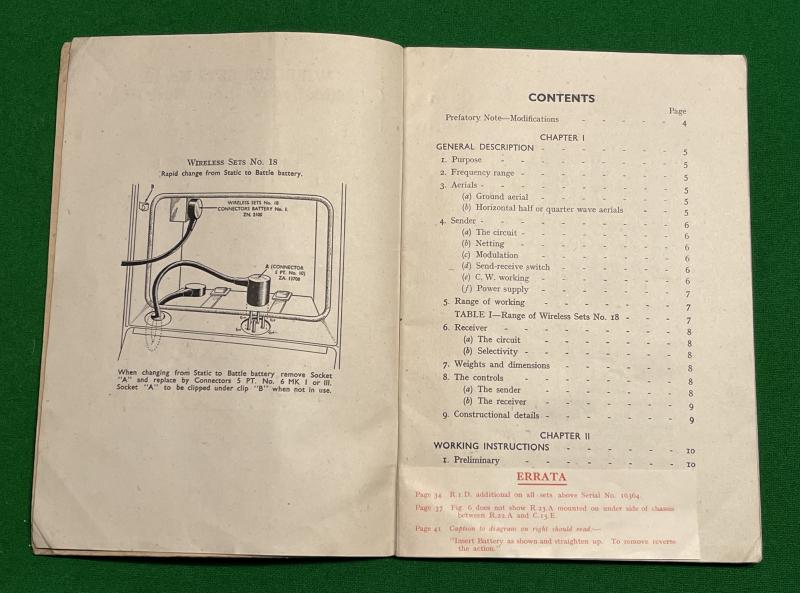 WIRELESS SETS NO. 18
Rapid change from Static to Battle battery.
WIRELESS SETS No. 18
CONNECTORS BATTERY No. 1.
ZN. 3100
A (CONNECTOR
5 PT. No. 10)
ZA. 11700
When changing from Static to Battle battery remove Socket
"A" and replace by Connectors 5 PT. No. 6 MK I or III.
Socket "A" to be clipped under clip "B" when not in use.
CONTENTS
Page
Prefatory Note—Modifications - - - - - 4
CHAPTER I
GENERAL DESCRIPTION - - - - - - 5
1. Purpose - - - - - - - - 5
2. Frequency range - - - - - - - 5
3. Aerials - - - - - - - - 5
(a) Ground aerial - - - - - - 5
(b) Horizontal half or quarter wave aerials - - 5
4. Sender - - - - - - - - 6
(a) The circuit - - - - - - - 6
(b) Netting - - - - - - - 6
(c) Modulation - - - - - - - 6
(d) Send-receive switch - - - - - 6
(e) C.W. working - - - - - - 6
(f) Power supply - - - - - - 7
5. Range of working - - - - - - 7
TABLE I—Range of Wireless Sets No. 18 - - - 7
6. Receiver - - - - - - - - 8
(a) The circuit - - - - - - - 8
(b) Selectivity - - - - - - - 8
7. Weights and dimensions - - - - - 8
8. The controls - - - - - - - 8
(a) The sender - - - - - - - 8
(b) The receiver - - - - - - 9
9. Constructional details - - - - - - 9
CHAPTER II
WORKING INSTRUCTIONS - - - - - - 10
1. Preliminary - - - - - - - 10
ERRATA
Page 34 R.1.D. additional on all sets above Serial No. 16364.
Page 37 Fig. 6 does not show R.23.A mounted on under side of chassis
between R.22.A and C.13.E.
Page 41 Caption to diagram on right should read:—
"Insert Battery as shown and straighten up. To remove reverse
the action."